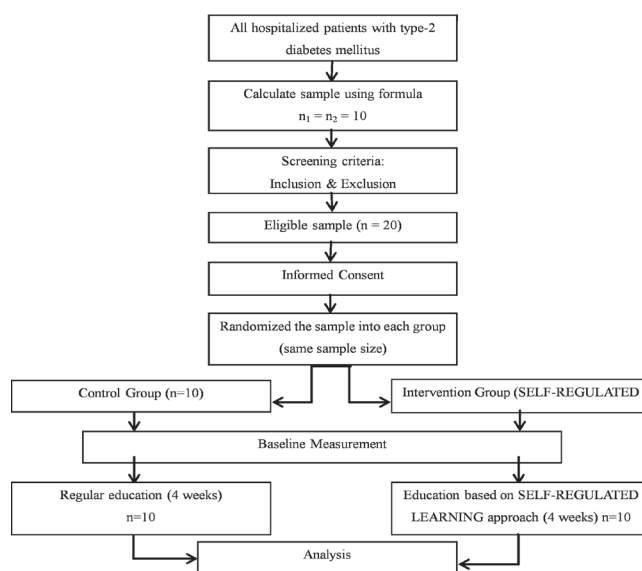 All hospitalized patients with type-2
diabetes mellitus
Calculate sample using formula
n₁ = n₂ = 10
Screening criteria:
Inclusion & Exclusion
Eligible sample (n = 20)
Informed Consent
Randomized the sample into each group
(same sample size)
Control Group (n=10)
Intervention Group (SELF-REGULATED
Baseline Measurement
Regular education (4 weeks)
n=10
Education based on SELF-REGULATED
LEARNING approach (4 weeks) n=10
Analysis